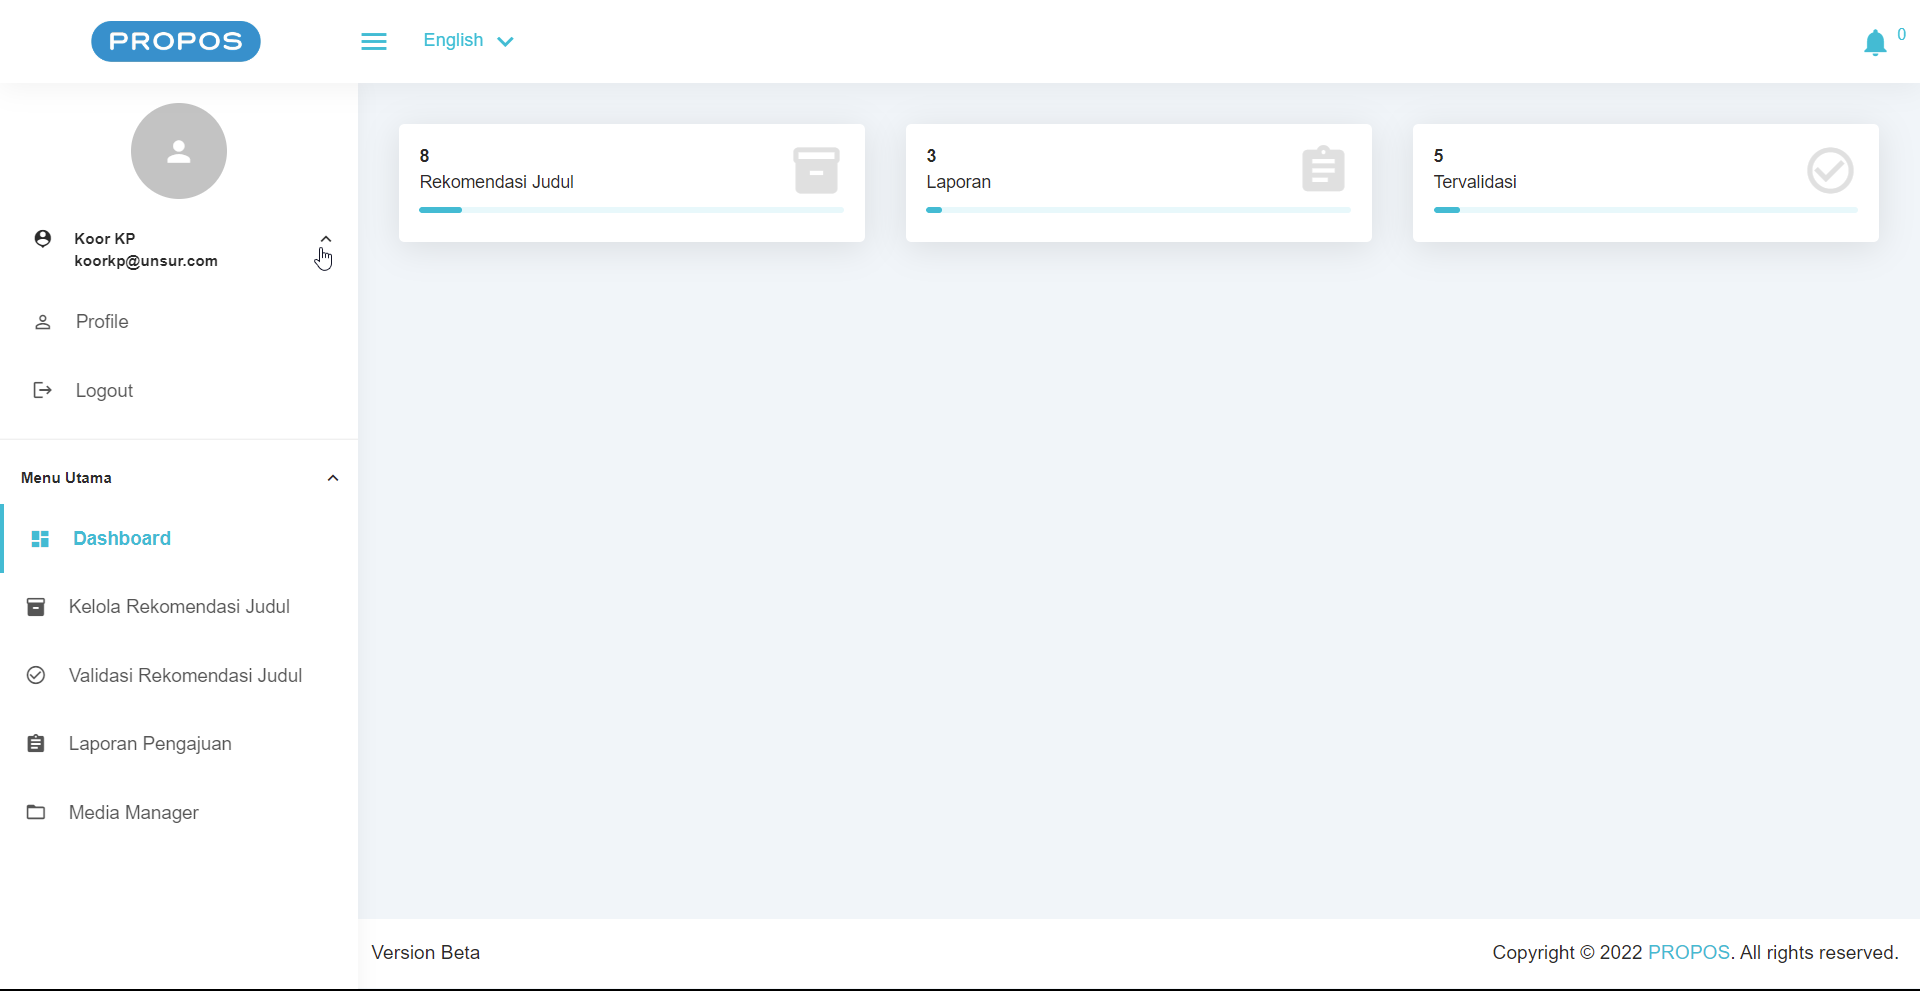 PROPOS
English
0
Koor KP
koorkp@unsur.com
Profile
Logout
Menu Utama
Dashboard
Kelola Rekomendasi Judul
Validasi Rekomendasi Judul
Laporan Pengajuan
Media Manager
8
Rekomendasi Judul
3
Laporan
5
Tervalidasi
Version Beta
Copyright © 2022 PROPOS. All rights reserved.